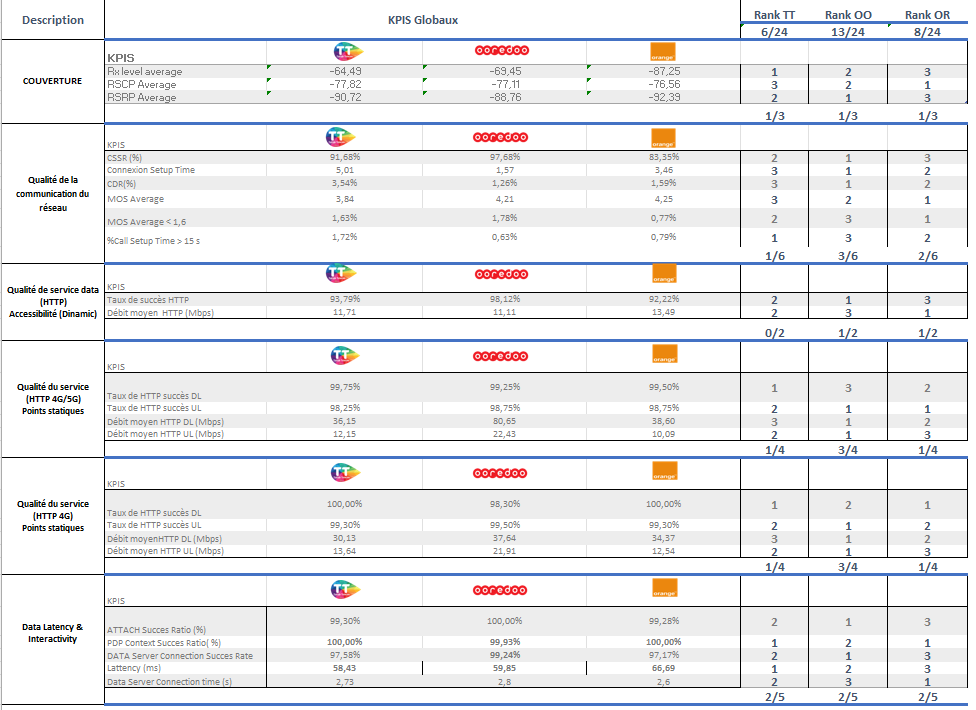 Description KPIS Globaux Rank TT Rank OO Rank OR
6/24 13/24 8/24
COUVERTURE
KPIS TT ooredoo orange
Rx level average -64,49 -69,45 -87,25 1 2 3
RSCP Average -77,82 -77,11 -76,56 3 2 1
RSRP Average -90,72 -88,76 -92,39 2 1 3
1/3 1/3 1/3
Qualité de la communication du réseau
KPIS TT ooredoo orange
CSSR (%) 91,68% 97,68% 83,35% 2 1 3
Connexion Setup Time 5,01 1,57 3,46 3 1 2
CDR(%) 3,54% 1,26% 1,59% 3 1 2
MOS Average 3,84 4,21 4,25 3 2 1
MOS Average < 1,6 1,63% 1,78% 0,77% 2 3 1
%Call Setup Time > 15 s 1,72% 0,63% 0,79% 1 3 2
1/6 3/6 2/6
Qualité de service data (HTTP) Accessibilité (Dinamic)
KPIS TT ooredoo orange
Taux de succès HTTP 93,79% 98,12% 92,22% 2 1 3
Débit moyen HTTP (Mbps) 11,71 11,11 13,49 2 3 1
0/2 1/2 1/2
Qualité du service (HTTP 4G/5G) Points statiques
KPIS TT ooredoo orange
Taux de HTTP succès DL 99,75% 99,25% 99,50% 1 3 2
Taux de HTTP succès UL 98,25% 98,75% 98,75% 2 1 1
Débit moyen HTTP DL (Mbps) 36,15 80,65 38,60 3 1 2
Débit moyen HTTP UL (Mbps) 12,15 22,43 10,09 2 1 3
1/4 3/4 1/4
Qualité du service (HTTP 4G) Points statiques
KPIS TT ooredoo orange
Taux de HTTP succès DL 100,00% 98,30% 100,00% 1 2 1
Taux de HTTP succès UL 99,30% 99,50% 99,30% 2 1 2
Débit moyenHTTP DL (Mbps) 30,13 37,64 34,37 3 1 2
Débit moyen HTTP UL (Mbps) 13,64 21,91 12,54 2 1 3
1/4 3/4 1/4
Data Latency & Interactivity
KPIS TT ooredoo orange
ATTACH Succes Ratio (%) 99,30% 100,00% 99,28% 2 1 3
PDP Context Succes Ratio( %) 100,00% 99,93% 100,00% 1 2 1
DATA Server Connection Succes Rate 97,58% 99,24% 97,17% 2 1 3
Lattency (ms) 58,43 59,85 66,69 1 2 3
Data Server Connection time (s) 2,73 2,8 2,6 2 3 1
2/5 2/5 2/5